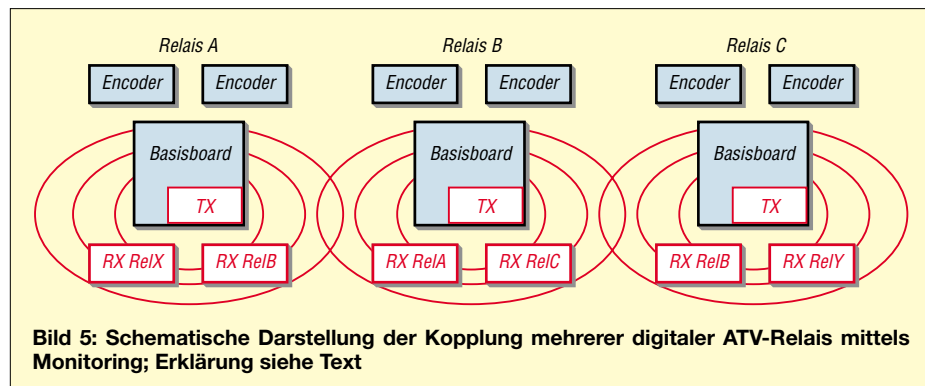 Relais A Relais B Relais C
Encoder Encoder Encoder Encoder Encoder Encoder
Basisboard Basisboard Basisboard
TX TX TX
RX RelX RX RelB RX RelA RX RelC RX RelB RX RelY
Bild 5: Schematische Darstellung der Kopplung mehrerer digitaler ATV-Relais mittels
Monitoring; Erklärung siehe Text